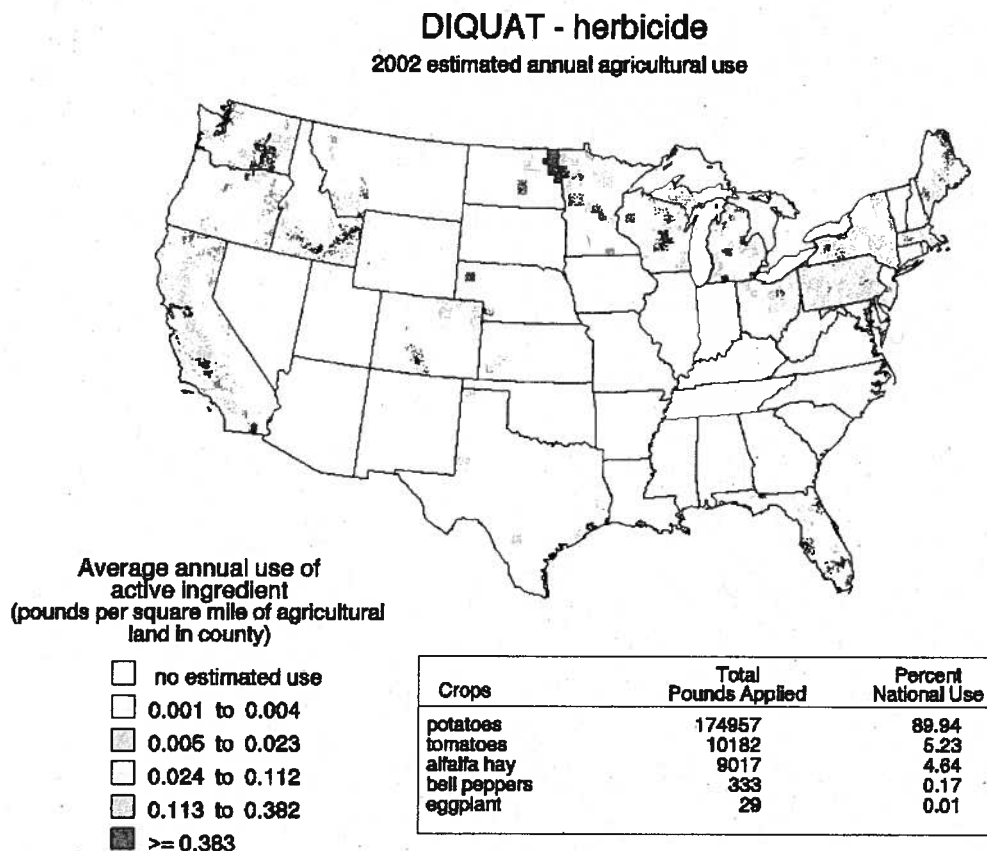 DIQUAT - herbicide
2002 estimated annual agricultural use
Average annual use of
active ingredient
(pounds per square mile of agricultural
land in county)
no estimated use
0.001 to 0.004
0.005 to 0.023
0.024 to 0.112
0.113 to 0.382
>= 0.383
Crops Total Pounds Applied Percent National Use
potatoes 174957 89.94
tomatoes 10182 5.23
alfalfa hay 9017 4.64
bell peppers 333 0.17
eggplant 29 0.01